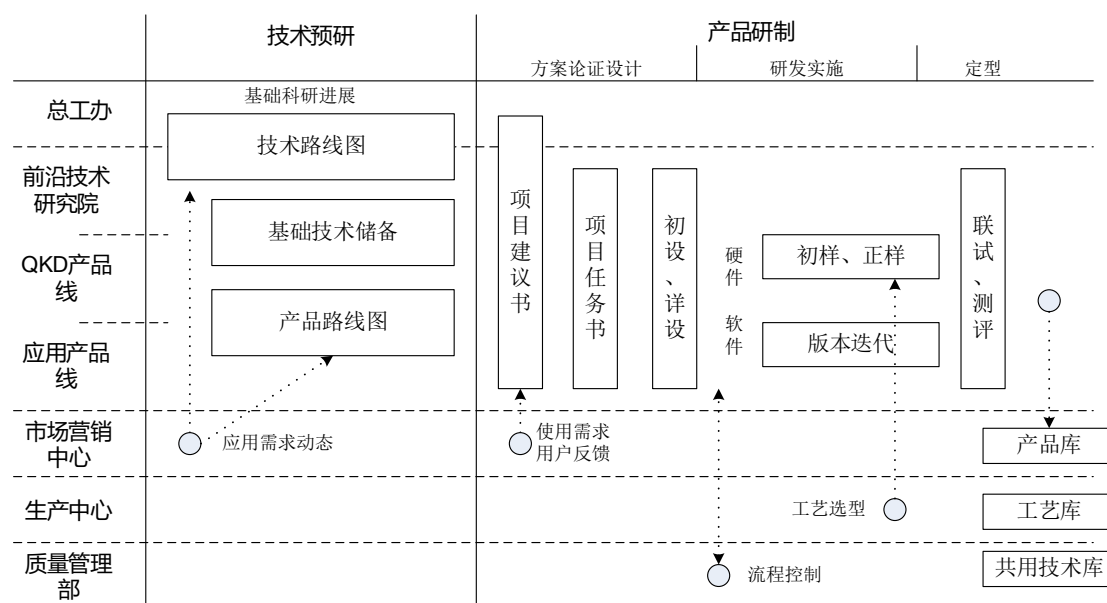 技术预研
产品研制
方案论证设计
研发实施
定型
总工办
基础科研进展
技术路线图
前沿技术
研究院
基础技术储备
QKD产品
线
产品路线图
应用产品
线
项目建议书
项目任务书
初设、详设
硬件
初样、正样
软件
版本迭代
联试、测评
市场营销
中心
应用需求动态
使用需求
用户反馈
产品库
生产中心
工艺选型
工艺库
质量管理
部
流程控制
共用技术库